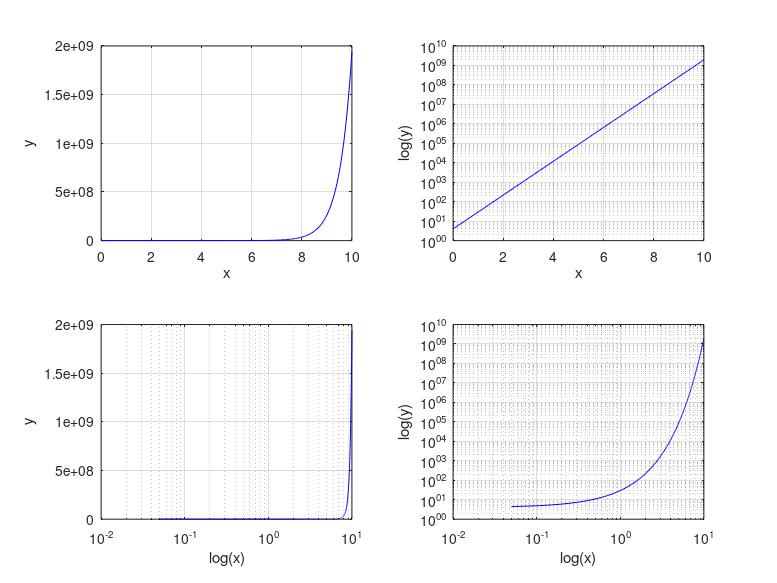 2e+09
1.5e+09
1e+09
5e+08
0
y
0 2 4 6 8 10
x
10^10
10^09
10^08
10^07
10^06
10^05
10^04
10^03
10^02
10^01
10^00
log(y)
0 2 4 6 8 10
x
2e+09
1.5e+09
1e+09
5e+08
0
y
10^-2 10^-1 10^0 10^1
log(x)
10^10
10^09
10^08
10^07
10^06
10^05
10^04
10^03
10^02
10^01
10^00
log(y)
10^-2 10^-1 10^0 10^1
log(x)